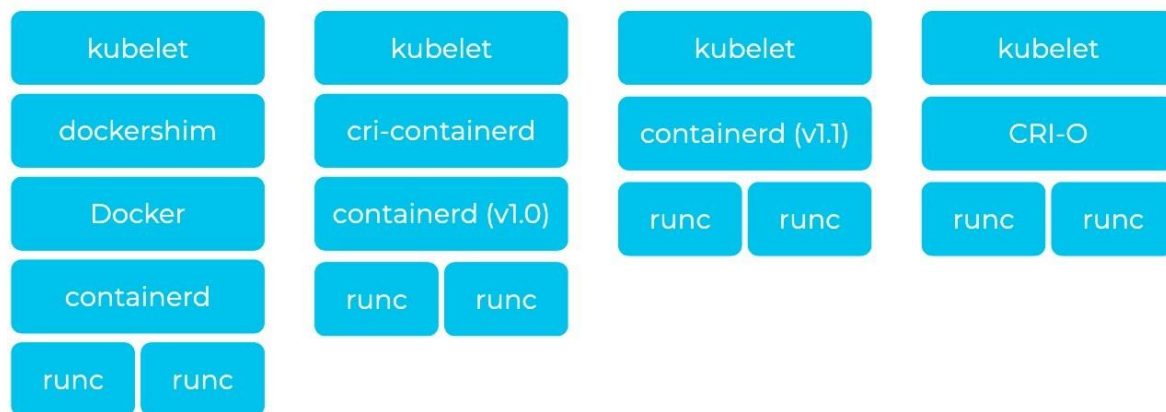 kubelet
dockershim
Docker
containerd
runc runc
kubelet
cri-containerd
containerd (v1.0)
runc runc
kubelet
containerd (v1.1)
runc runc
kubelet
CRI-O
runc runc